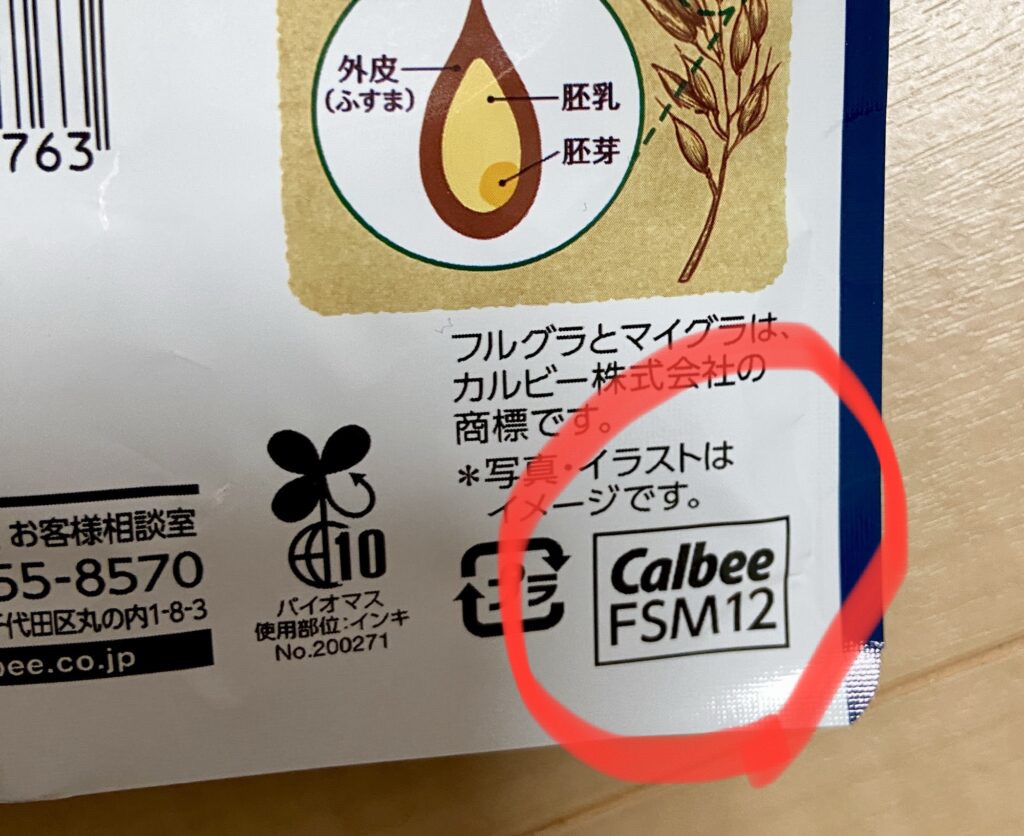 763
外皮
(ふすま)
胚乳
胚芽
フルグラとマイグラは、
カルビー株式会社の
商標です。
*写真・イラストは
イメージです。
お客様相談室
55-8570
千代田区丸の内1-8-3
bee.co.jp
10
バイオマス
使用部位:インキ
No.200271
プラ
Calbee
FSM12